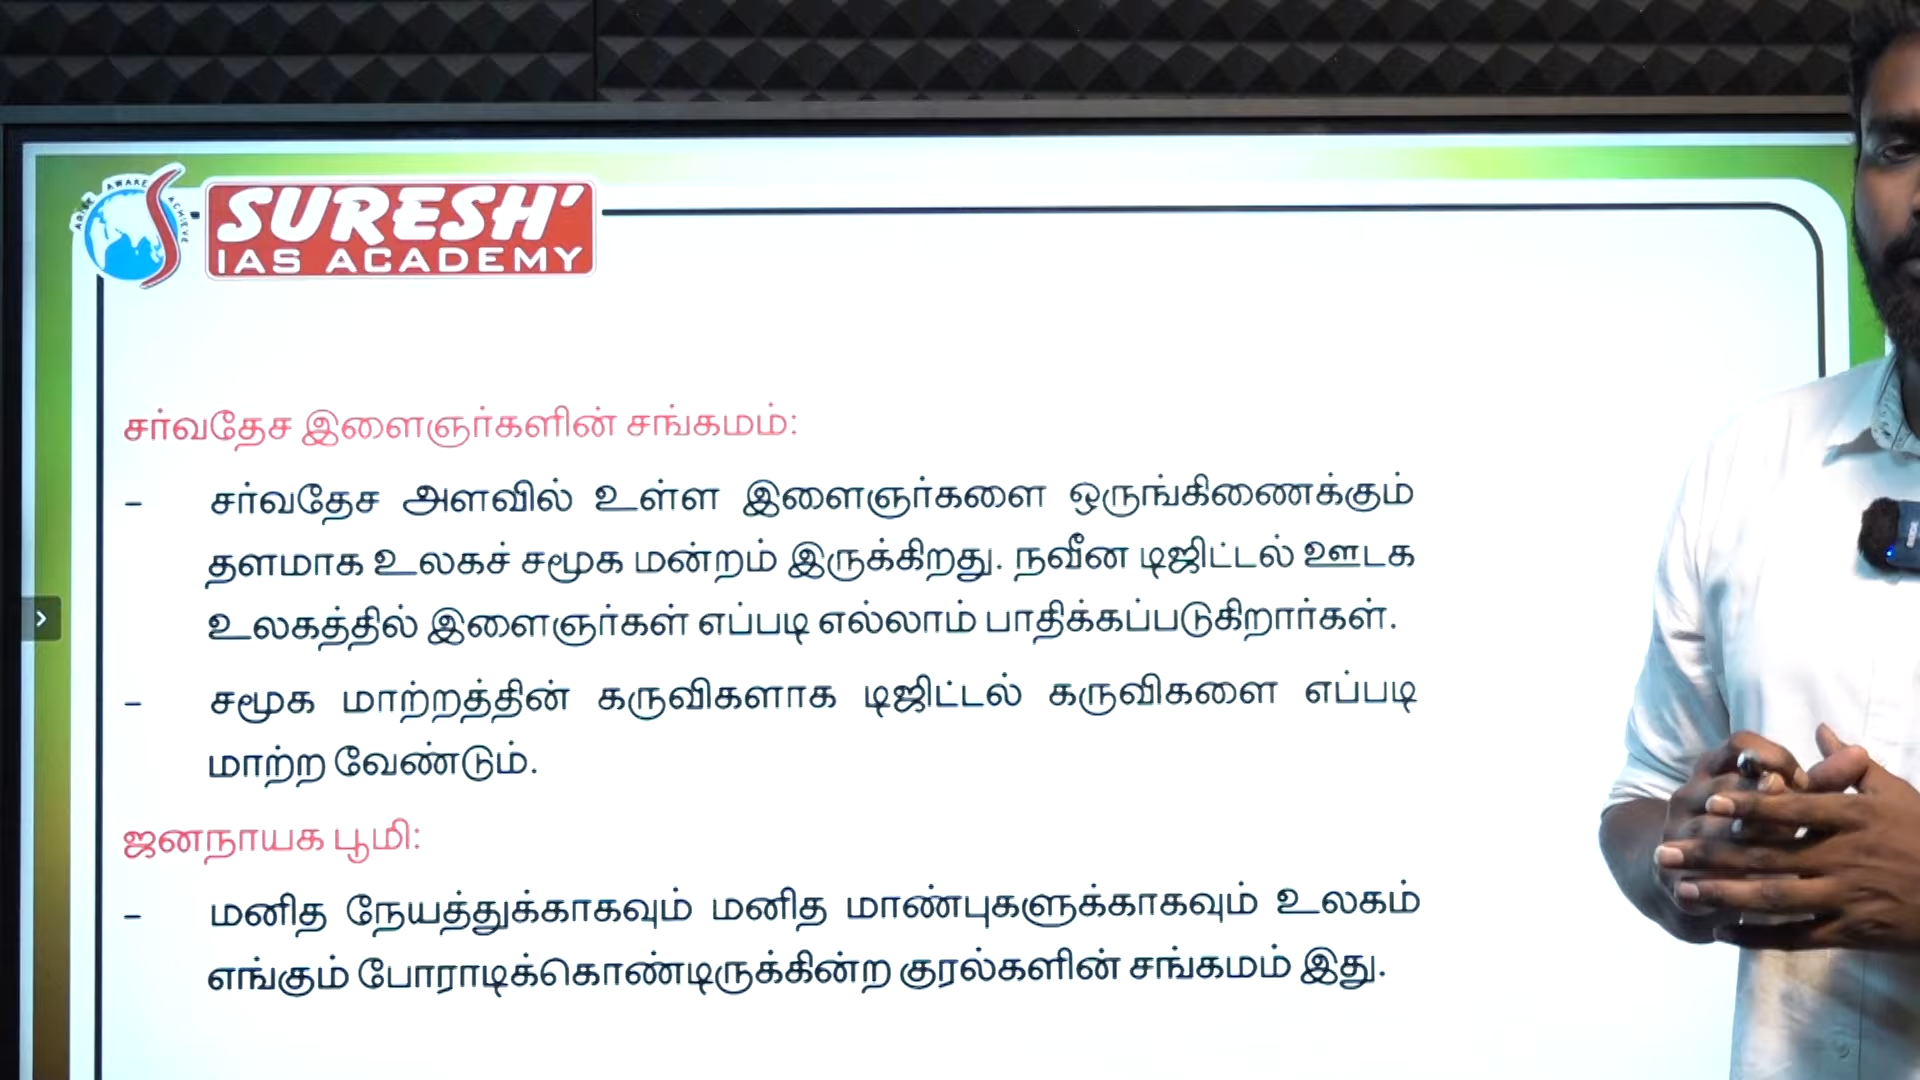 ARISE AWAKE ACHIEVE
SURESH'
IAS ACADEMY
சர்வதேச இளைஞர்களின் சங்கமம்:
- சர்வதேச அளவில் உள்ள இளைஞர்களை ஒருங்கிணைக்கும்
தளமாக உலகச் சமூக மன்றம் இருக்கிறது. நவீன டிஜிட்டல் ஊடக
உலகத்தில் இளைஞர்கள் எப்படி எல்லாம் பாதிக்கப்படுகிறார்கள்.
- சமூக மாற்றத்தின் கருவிகளாக டிஜிட்டல் கருவிகளை எப்படி
மாற்ற வேண்டும்.
ஜனநாயக பூமி:
- மனித நேயத்துக்காகவும் மனித மாண்புகளுக்காகவும் உலகம்
எங்கும் போராடிக்கொண்டிருக்கின்ற குரல்களின் சங்கமம் இது.